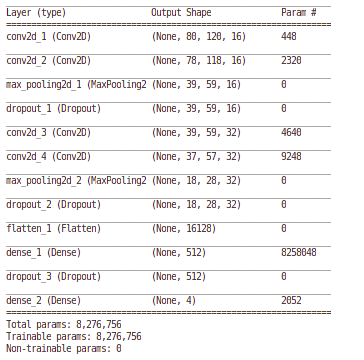 Layer (type) Output Shape Param #
conv2d_1 (Conv2D) (None, 80, 120, 16) 448
conv2d_2 (Conv2D) (None, 78, 118, 16) 2320
max_pooling2d_1 (MaxPooling2 (None, 39, 59, 16) 0
dropout_1 (Dropout) (None, 39, 59, 16) 0
conv2d_3 (Conv2D) (None, 39, 59, 32) 4640
conv2d_4 (Conv2D) (None, 37, 57, 32) 9248
max_pooling2d_2 (MaxPooling2 (None, 18, 28, 32) 0
dropout_2 (Dropout) (None, 18, 28, 32) 0
flatten_1 (Flatten) (None, 16128) 0
dense_1 (Dense) (None, 512) 8258048
dropout_3 (Dropout) (None, 512) 0
dense_2 (Dense) (None, 4) 2052
Total params: 8,276,756
Trainable params: 8,276,756
Non-trainable params: 0